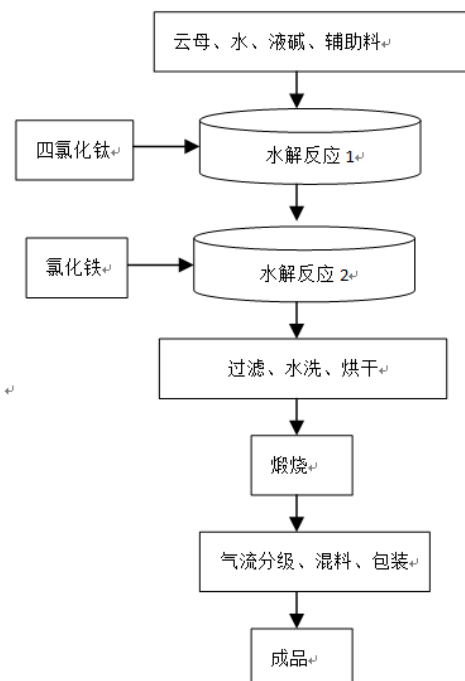 云母、水、液碱、辅助料
四氯化钛
水解反应 1
氯化铁
水解反应 2
过滤、水洗、烘干
煅烧
气流分级、混料、包装
成品